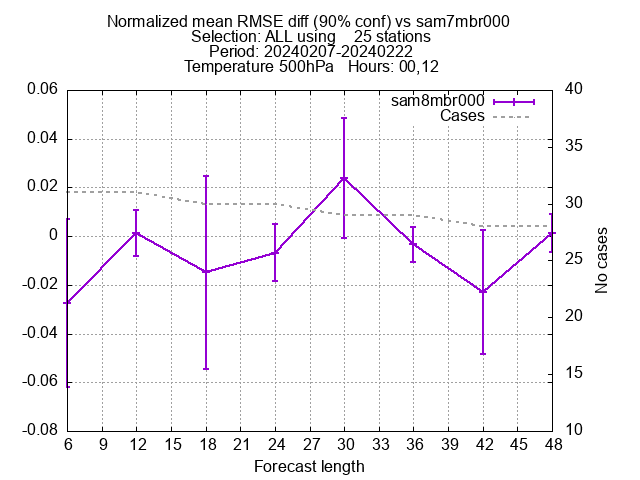 Normalized mean RMSE diff (90% conf) vs sam7mbr000
Selection: ALL using    25 stations
Period: 20240207-20240222
Temperature 500hPa   Hours: 00,12
sam8mbr000
Cases
0.06
0.04
0.02
0
-0.02
-0.04
-0.06
-0.08
40
35
30
25
20
15
10
No cases
6 9 12 15 18 21 24 27 30 33 36 39 42 45 48
Forecast length